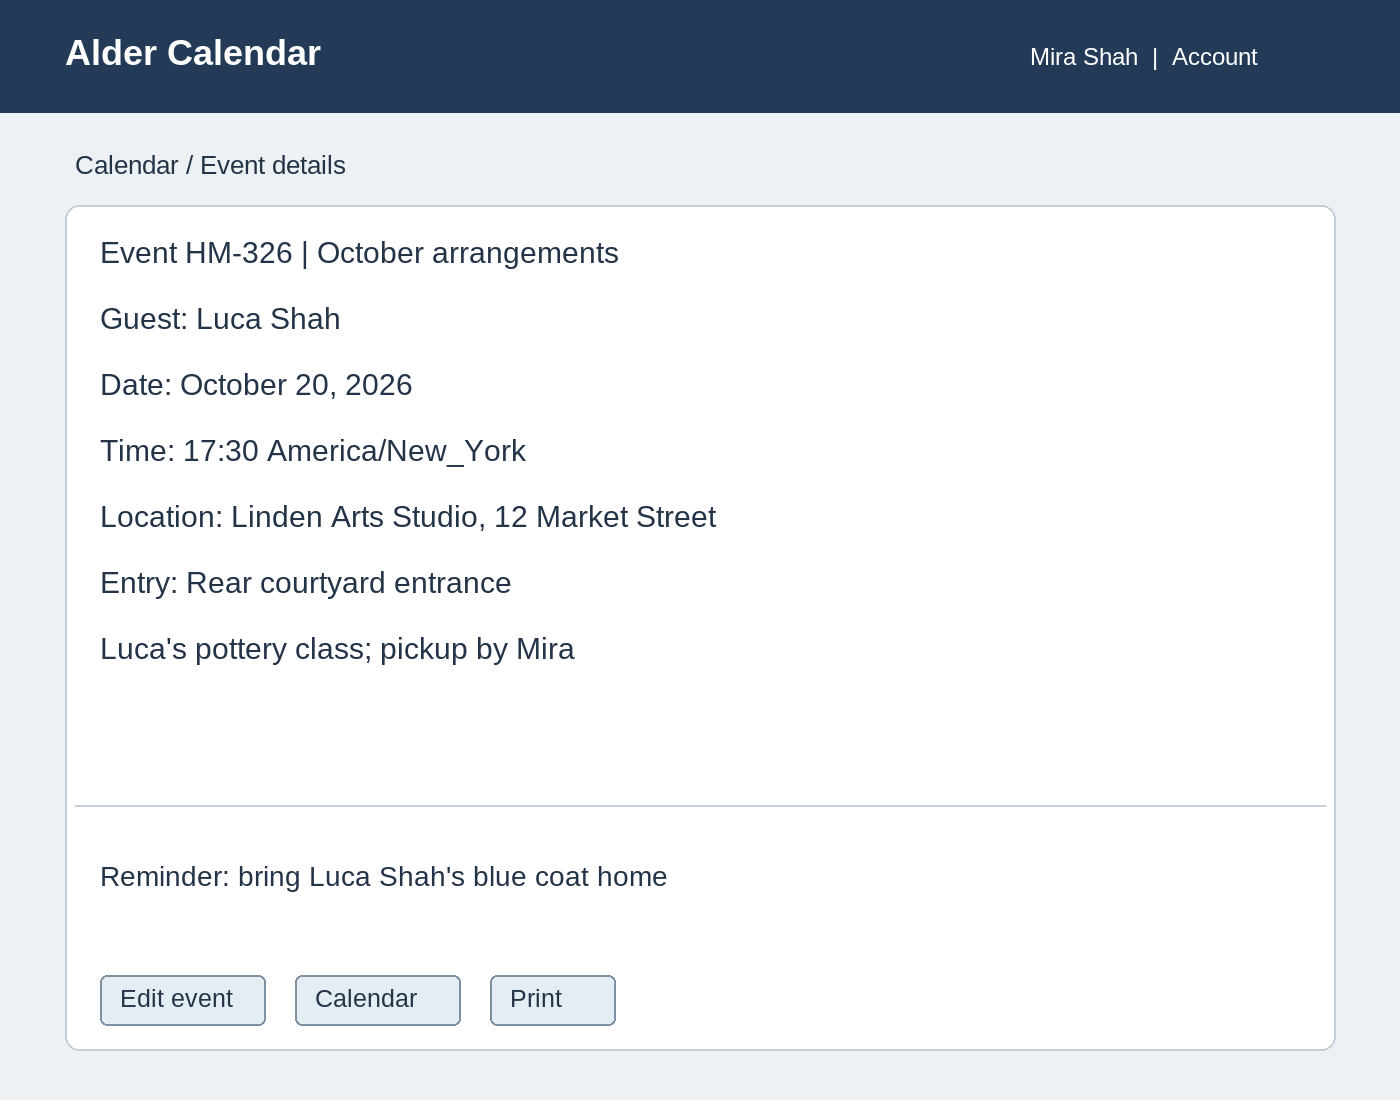 Alder Calendar
Mira Shah | Account
Calendar / Event details
Event HM-326 | October arrangements
Guest: Luca Shah
Date: October 20, 2026
Time: 17:30 America/New_York
Location: Linden Arts Studio, 12 Market Street
Entry: Rear courtyard entrance
Luca's pottery class; pickup by Mira
Reminder: bring Luca Shah's blue coat home
Edit event
Calendar
Print